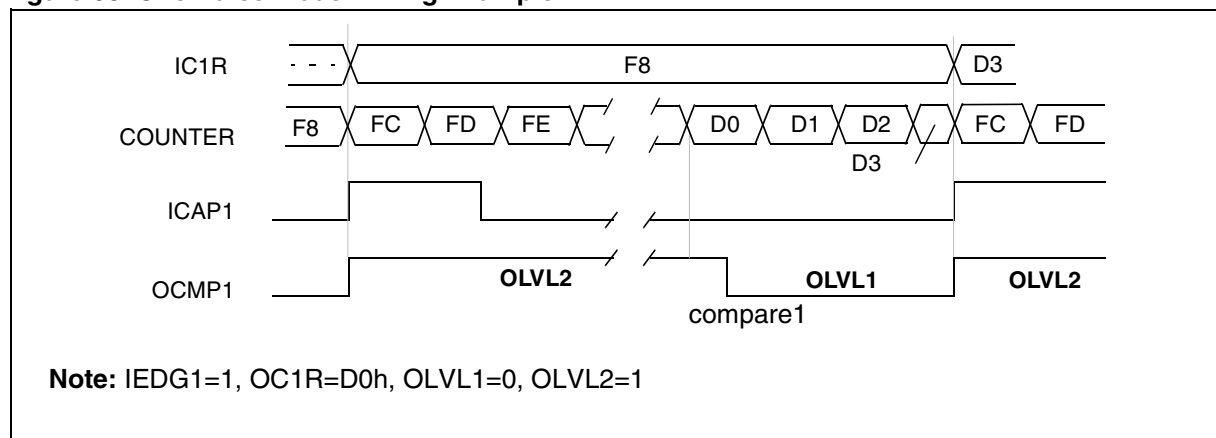 IC1R - - - F8 D3
COUNTER F8 FC FD FE D0 D1 D2 FC FD
D3
ICAP1
OCMP1 OLVL2 OLVL1 OLVL2
compare1
Note: IEDG1=1, OC1R=D0h, OLVL1=0, OLVL2=1